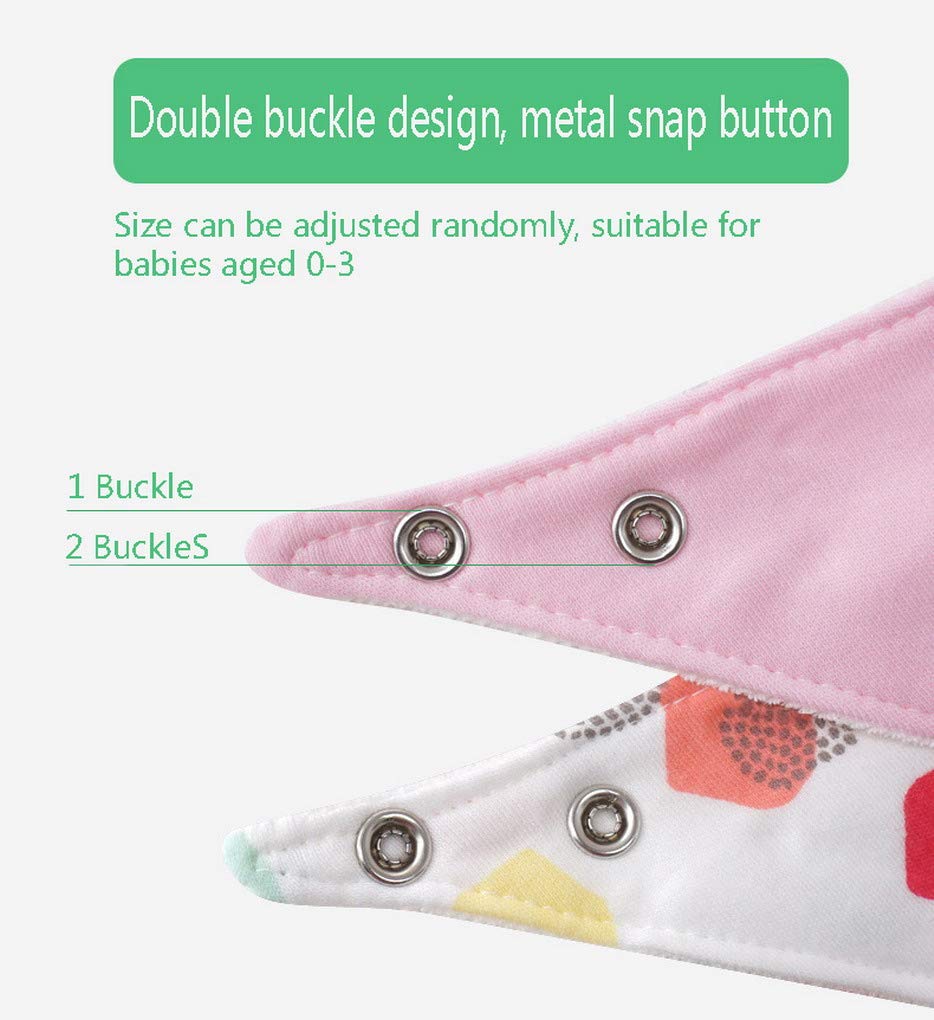 Double buckle design, metal snap button
Size can be adjusted randomly, suitable for
babies aged 0-3
1 Buckle
2 BuckleS